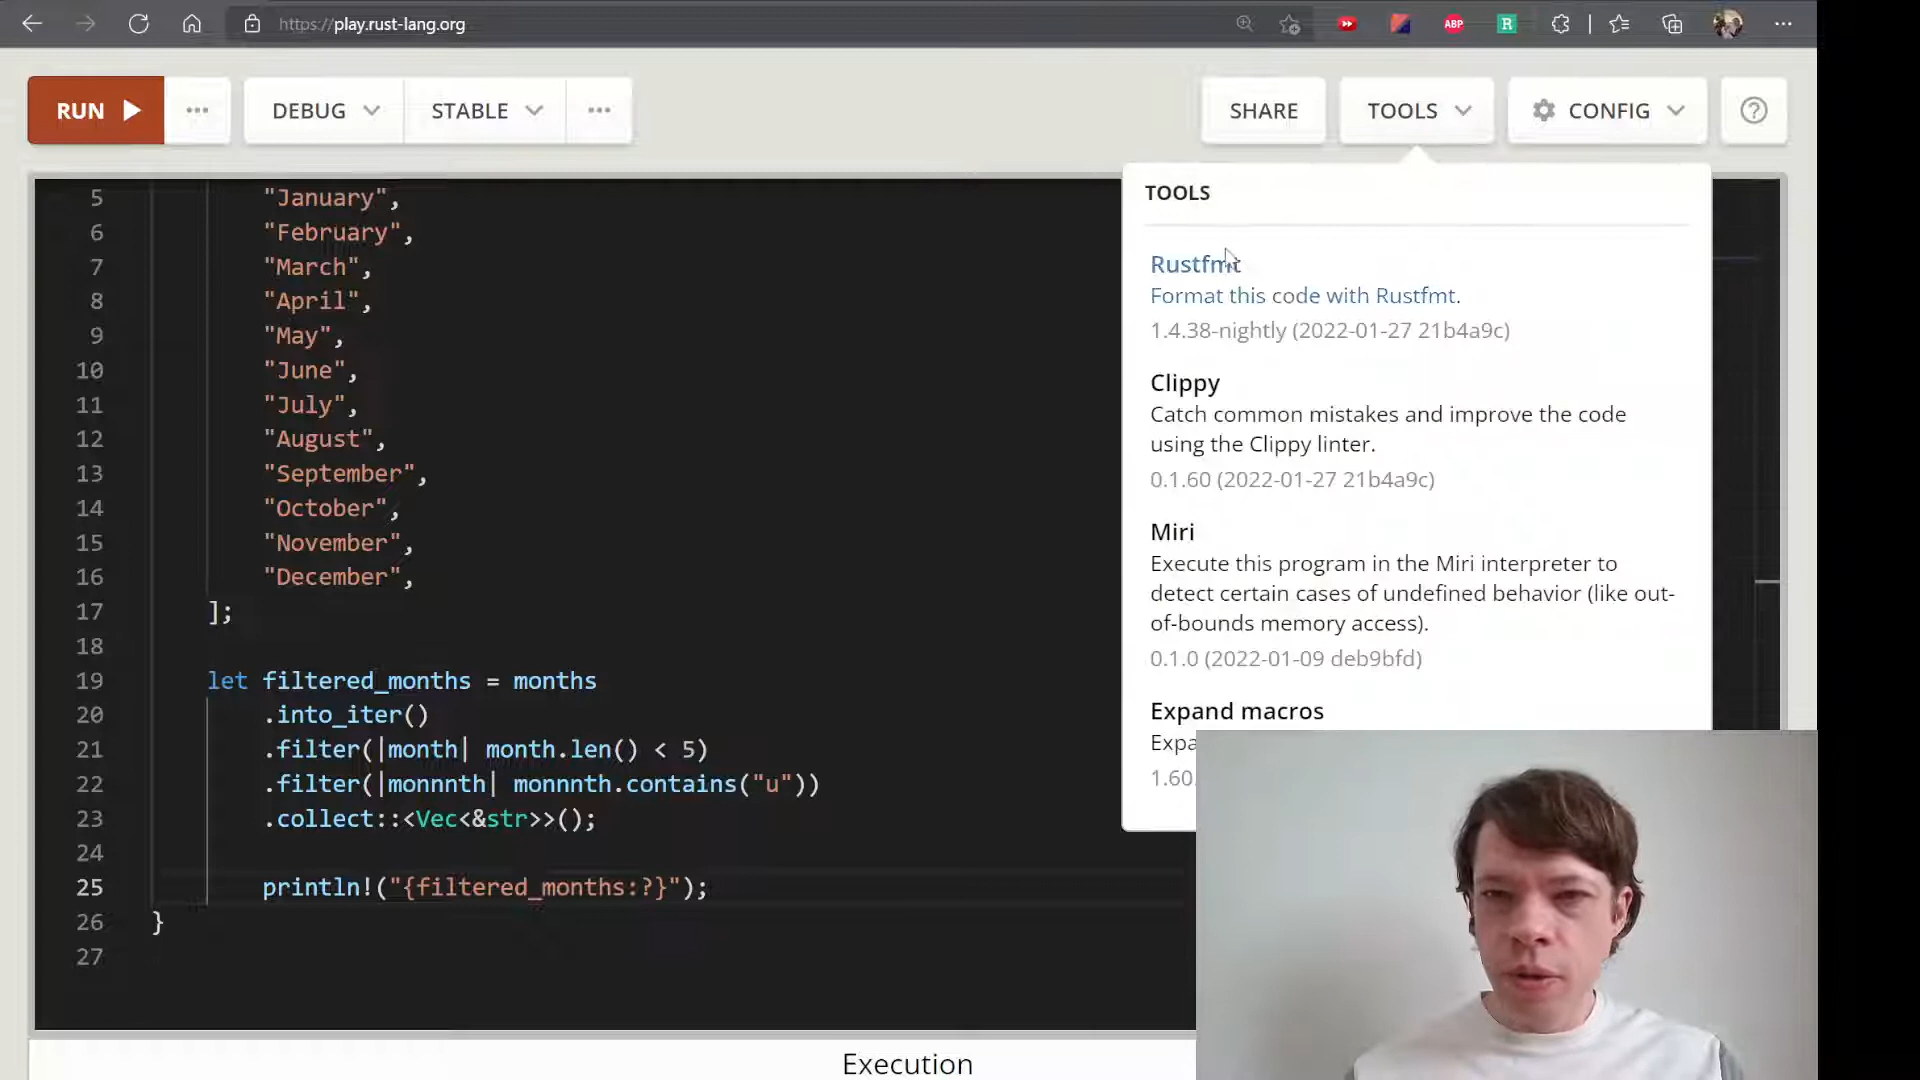 https://play.rust-lang.org
ABP
R
RUN
DEBUG
STABLE
SHARE
TOOLS
CONFIG
TOOLS
Rustfmt
Format this code with Rustfmt.
1.4.38-nightly (2022-01-27 21b4a9c)
Clippy
Catch common mistakes and improve the code
using the Clippy linter.
0.1.60 (2022-01-27 21b4a9c)
Miri
Execute this program in the Miri interpreter to
detect certain cases of undefined behavior (like out-
of-bounds memory access).
0.1.0 (2022-01-09 deb9bfd)
Expand macros
Expa
1.60.
5 "January",
6 "February",
7 "March",
8 "April",
9 "May",
10 "June",
11 "July",
12 "August",
13 "September",
14 "October",
15 "November",
16 "December",
17 ];
18
19 let filtered_months = months
20 .into_iter()
21 .filter(|month| month.len() < 5)
22 .filter(|monnnth| monnnth.contains("u"))
23 .collect::<Vec<&str>>();
24
25 println!("{filtered_months:?}");
26 }
27
Execution